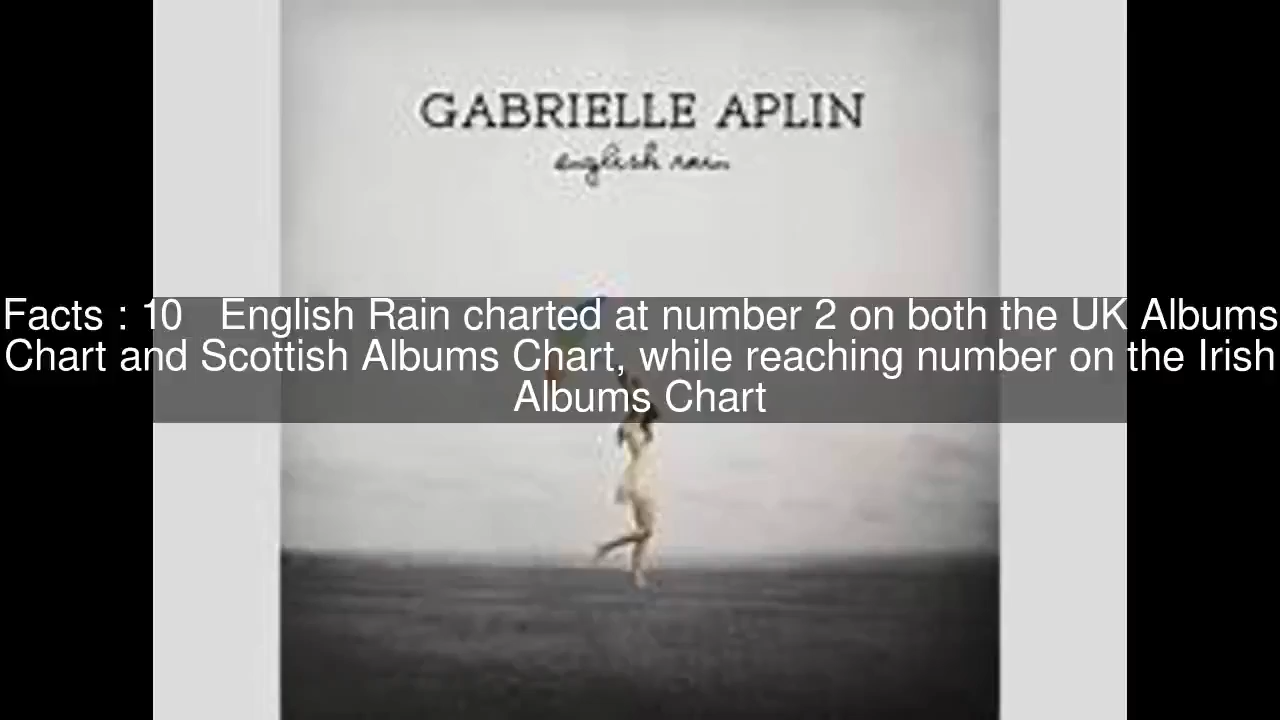 GABRIELLE APLIN
english rain
Facts : 10 English Rain charted at number 2 on both the UK Albums
Chart and Scottish Albums Chart, while reaching number on the Irish
Albums Chart